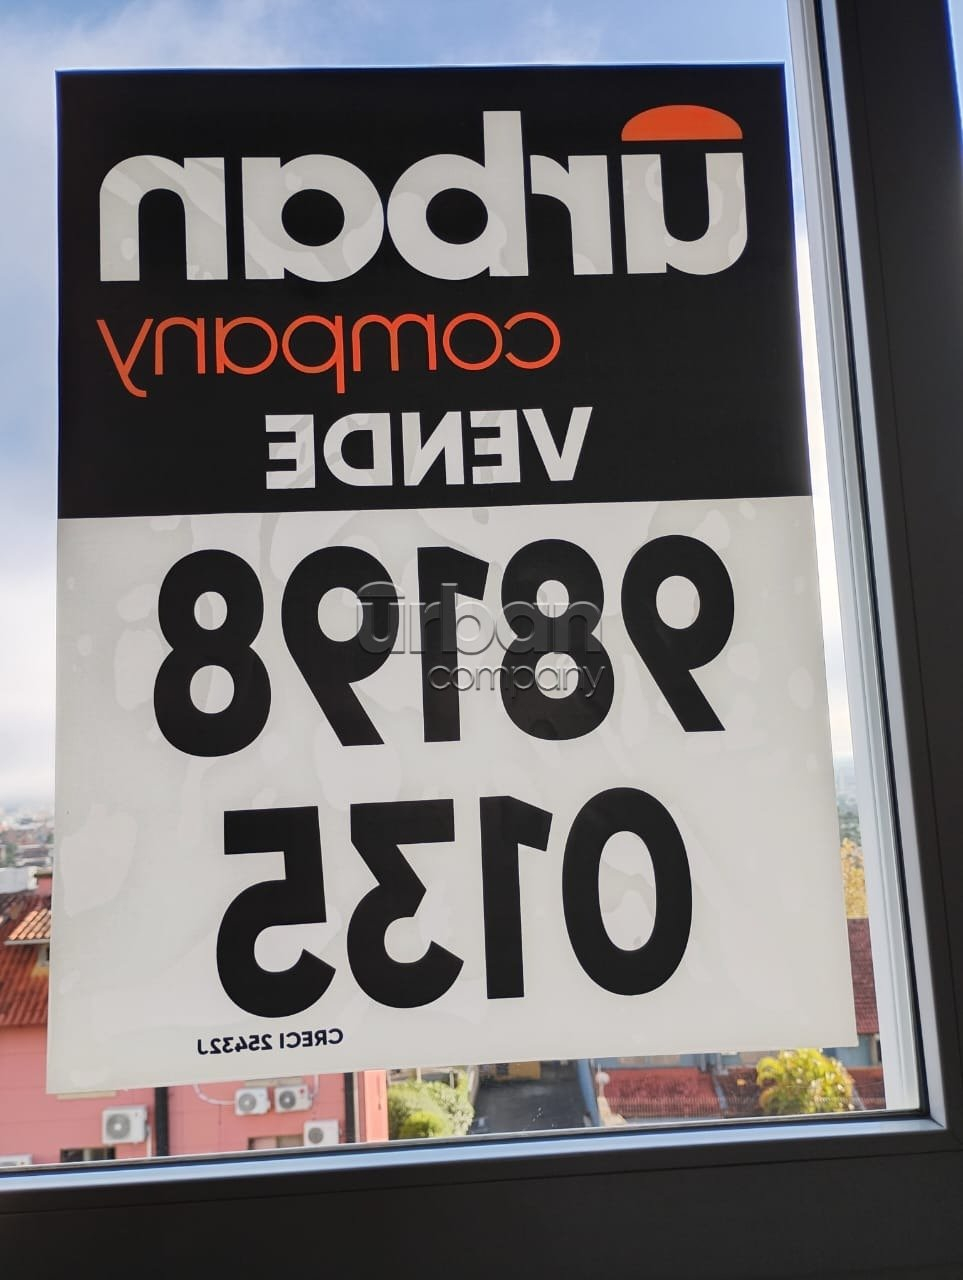 urban
company
VENDE
98198
0135
CRECI 25432J
urban
company